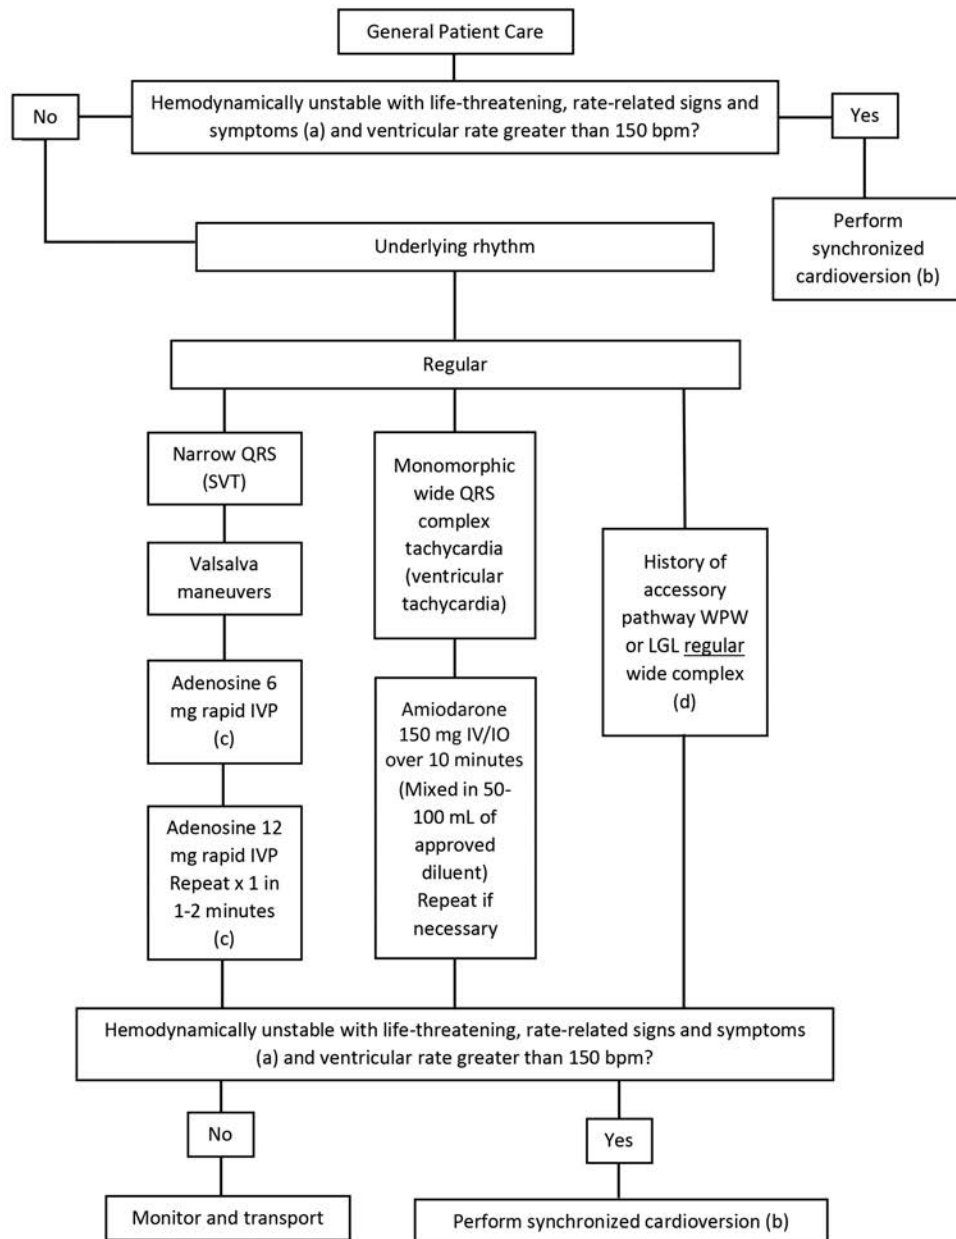 General Patient Care
Hemodynamically unstable with life-threatening, rate-related signs and
symptoms (a) and ventricular rate greater than 150 bpm?
No
Yes
Perform
synchronized
cardioversion (b)
Underlying rhythm
Regular
Narrow QRS
(SVT)
Valsalva
maneuvers
Adenosine 6
mg rapid IVP
(c)
Adenosine 12
mg rapid IVP
Repeat x 1 in
1-2 minutes
(c)
Monomorphic
wide QRS
complex
tachycardia
(ventricular
tachycardia)
Amiodarone
150 mg IV/IO
over 10 minutes
(Mixed in 50-
100 mL of
approved
diluent)
Repeat if
necessary
History of
accessory
pathway WPW
or LGL regular
wide complex
(d)
Hemodynamically unstable with life-threatening, rate-related signs and symptoms
(a) and ventricular rate greater than 150 bpm?
No
Yes
Monitor and transport
Perform synchronized cardioversion (b)